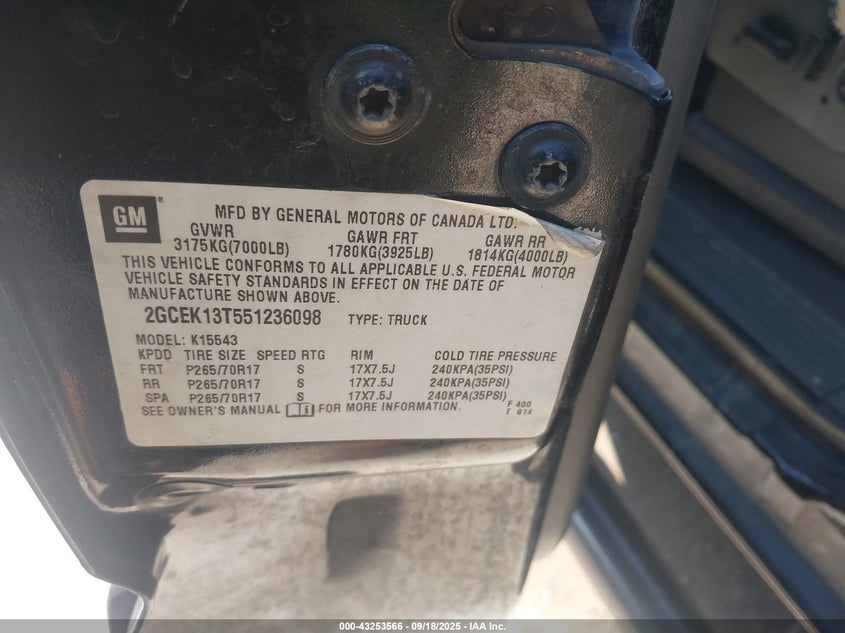 GM
MFD BY GENERAL MOTORS OF CANADA LTD.
GVWR GAWR FRT GAWR RR
3175KG(7000LB) 1780KG(3925LB) 1814KG(4000LB)
THIS VEHICLE CONFORMS TO ALL APPLICABLE U.S. FEDERAL MOTOR
VEHICLE SAFETY STANDARDS IN EFFECT ON THE DATE OF
MANUFACTURE SHOWN ABOVE.
2GCEK13T551236098 TYPE: TRUCK
MODEL: K15543
KPDD TIRE SIZE SPEED RTG RIM COLD TIRE PRESSURE
FRT P265/70R17 S 17X7.5J 240KPA(35PSI)
RR P265/70R17 S 17X7.5J 240KPA(35PSI)
SPA P265/70R17 S 17X7.5J 240KPA(35PSI)
SEE OWNER'S MANUAL FOR MORE INFORMATION.
F 400
T 814
000-43253566 - 09/18/2025 - IAA Inc.